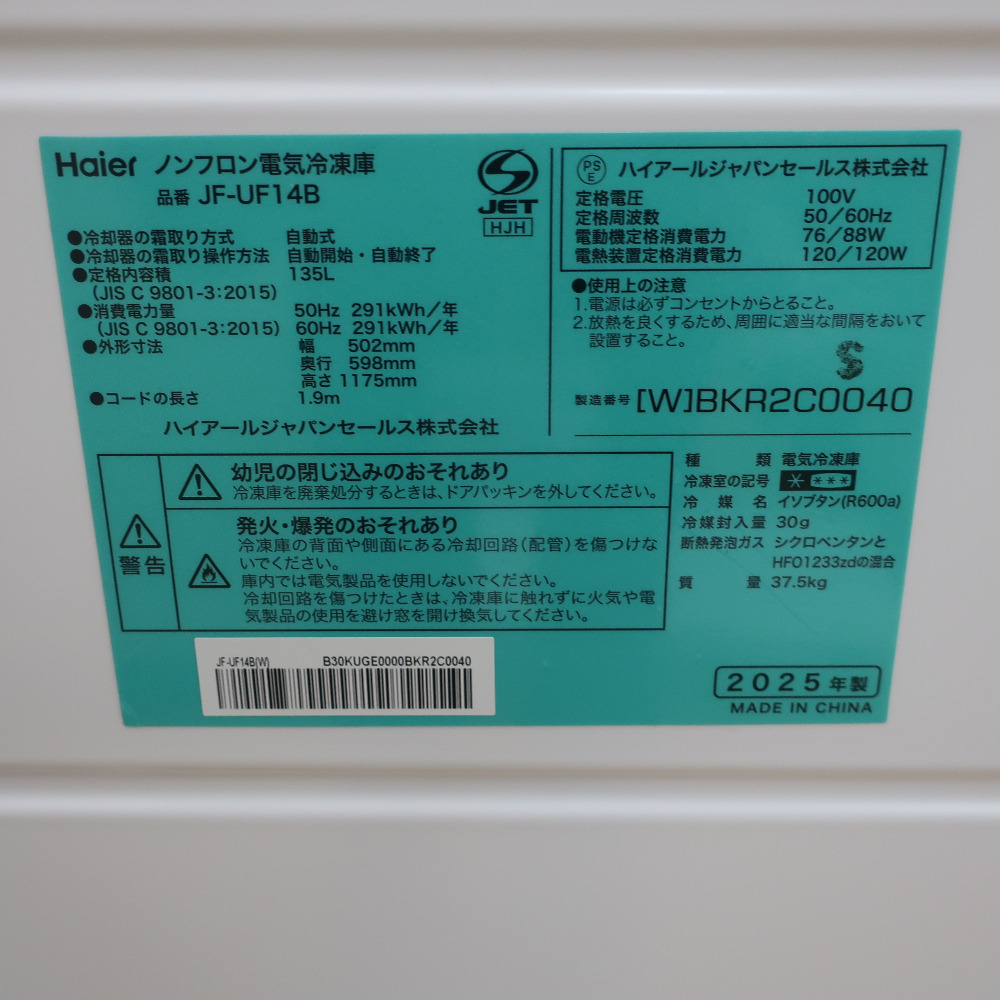 Haier ノンフロン電気冷凍庫
品番 JF-UF14B
JET
HJH
●冷却器の霜取り方式 自動式
●冷却器の霜取り操作方法 自動開始・自動終了
●定格内容積 135L
(JIS C 9801-3:2015)
●消費電力量 50Hz 291kWh/年
(JIS C 9801-3:2015) 60Hz 291kWh/年
●外形寸法 幅 502mm
奥行 598mm
高さ 1175mm
●コードの長さ 1.9m
ハイアールジャパンセールス株式会社
PS E ハイアールジャパンセールス株式会社
定格電圧 100V
定格周波数 50/60Hz
電動機定格消費電力 76/88W
電熱装置定格消費電力 120/120W
●使用上の注意
1.電源は必ずコンセントからとること。
2.放熱を良くするため、周囲に適当な間隔をおいて
設置すること。
S
製造番号 [W]BKR2C0040
警告
幼児の閉じ込みのおそれあり
冷凍庫を廃棄処分するときは、ドアパッキンを外してください。
発火・爆発のおそれあり
冷凍庫の背面や側面にある冷却回路(配管)を傷つけな
いでください。
庫内では電気製品を使用しないでください。
冷却回路を傷つけたときは、冷凍庫に触れずに火気や電
気製品の使用を避け窓を開け換気してください。
種類 電気冷凍庫
冷凍室の記号
冷媒名 イソブタン(R600a)
冷媒封入量 30g
断熱発泡ガス シクロペンタンと
HFO1233zdの混合
質量 37.5kg
JF-UF14B(W) B30KUGE0000BKR2C0040
2025年製
MADE IN CHINA